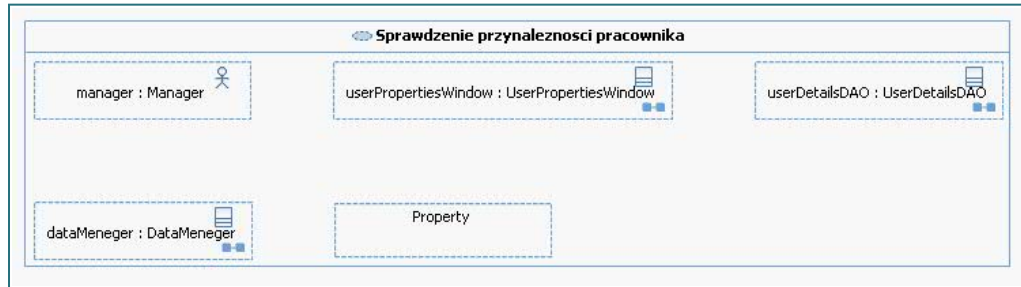 Sprawdzenie przynaleznosci pracownika
manager : Manager
userPropertiesWindow : UserPropertiesWindow
userDetailsDAO : UserDetailsDAO
dataMeneger : DataMeneger
Property